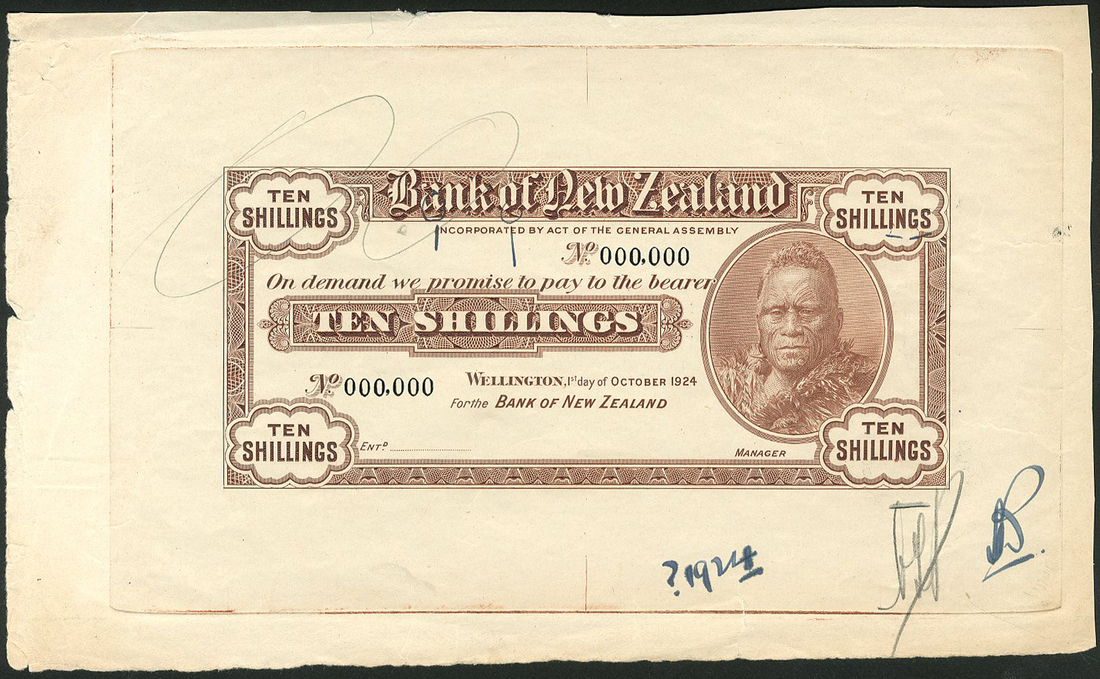 TEN SHILLINGS
Bank of New Zealand
TEN SHILLINGS
INCORPORATED BY ACT OF THE GENERAL ASSEMBLY
No 000,000
On demand we promise to pay to the bearer
TEN SHILLINGS
No 000,000
WELLINGTON, 1st day of OCTOBER 1924
For the BANK OF NEW ZEALAND
TEN SHILLINGS
ENTD
MANAGER
TEN SHILLINGS
? 1924